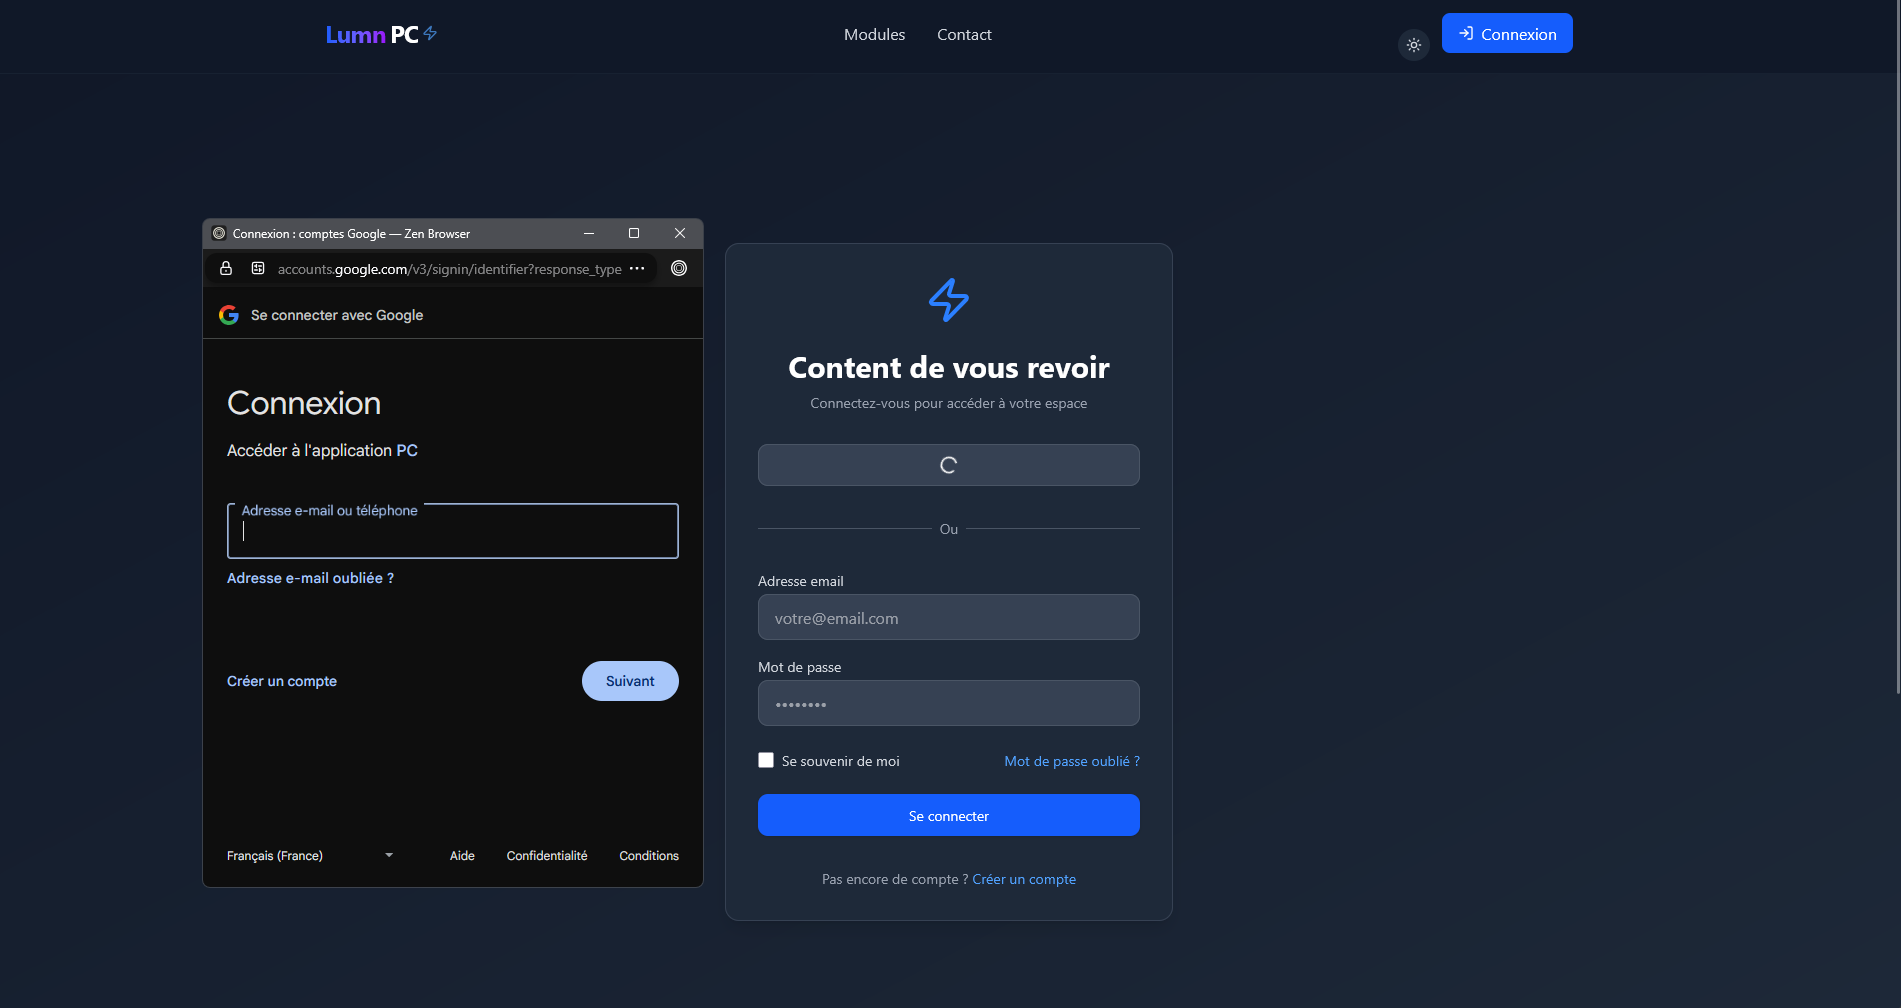 Lumn PC
Modules
Contact
Connexion
Connexion : comptes Google — Zen Browser
accounts.google.com/v3/signin/identifier?response_type
Se connecter avec Google
Connexion
Accéder à l'application PC
Adresse e-mail ou téléphone
Adresse e-mail oubliée ?
Créer un compte
Suivant
Français (France)
Aide
Confidentialité
Conditions
Content de vous revoir
Connectez-vous pour accéder à votre espace
Ou
Adresse email
votre@email.com
Mot de passe
••••••••
Se souvenir de moi
Mot de passe oublié ?
Se connecter
Pas encore de compte ? Créer un compte